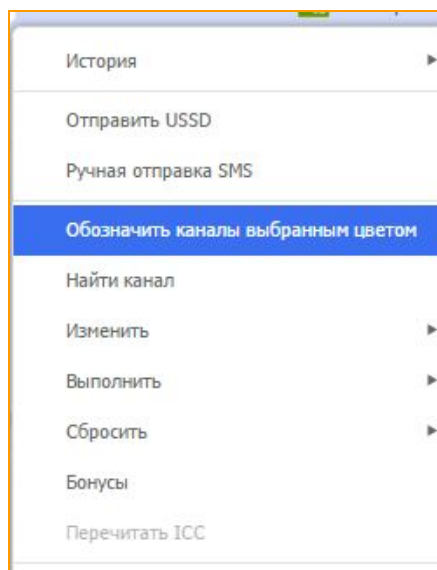 История
Отправить USSD
Ручная отправка SMS
Обозначить каналы выбранным цветом
Найти канал
Изменить
Выполнить
Сбросить
Бонусы
Перечитать ICC